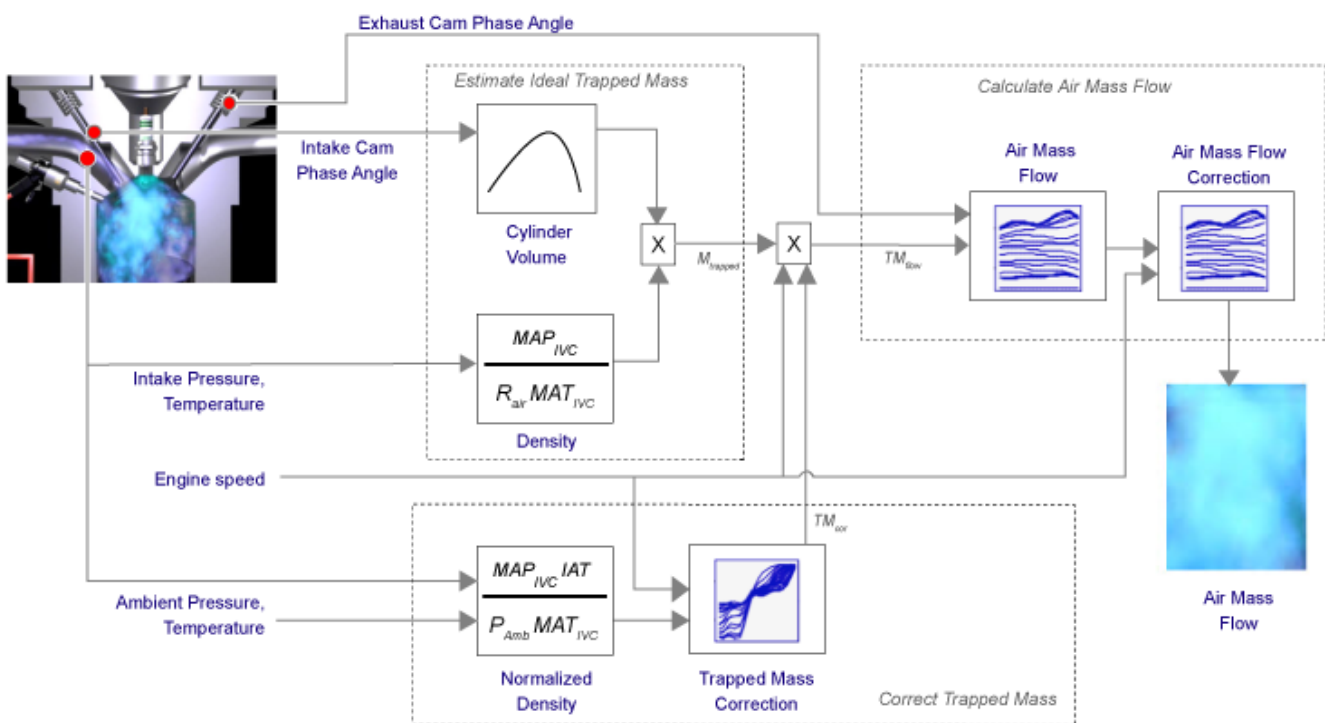 Exhaust Cam Phase Angle
Estimate Ideal Trapped Mass
Calculate Air Mass Flow
Intake Cam
Phase Angle
Cylinder
Volume
X
X
M_trapped
TM_flow
Air Mass
Flow
Air Mass Flow
Correction
MAP_IVC
R_air MAT_IVC
Density
Intake Pressure,
Temperature
Engine speed
TM_cor
MAP_IVC IAT
P_Amb MAT_IVC
Normalized
Density
Ambient Pressure,
Temperature
Trapped Mass
Correction
Correct Trapped Mass
Air Mass
Flow